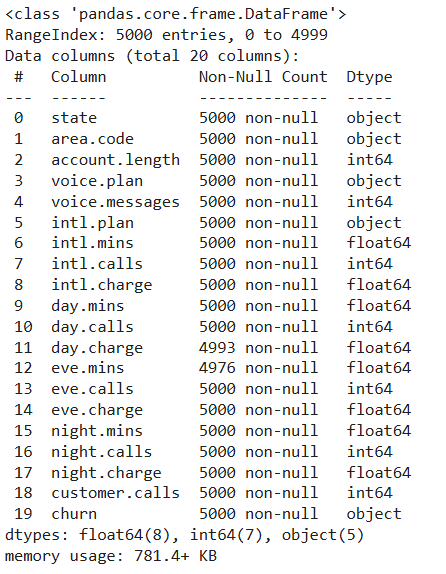 <class 'pandas.core.frame.DataFrame'>
RangeIndex: 5000 entries, 0 to 4999
Data columns (total 20 columns):
 #   Column          Non-Null Count  Dtype
---  ------          --------------  -----
 0   state           5000 non-null   object
 1   area.code       5000 non-null   object
 2   account.length  5000 non-null   int64
 3   voice.plan      5000 non-null   object
 4   voice.messages  5000 non-null   int64
 5   intl.plan       5000 non-null   object
 6   intl.mins       5000 non-null   float64
 7   intl.calls      5000 non-null   int64
 8   intl.charge     5000 non-null   float64
 9   day.mins        5000 non-null   float64
 10  day.calls       5000 non-null   int64
 11  day.charge      4993 non-null   float64
 12  eve.mins        4976 non-null   float64
 13  eve.calls       5000 non-null   int64
 14  eve.charge      5000 non-null   float64
 15  night.mins      5000 non-null   float64
 16  night.calls     5000 non-null   int64
 17  night.charge    5000 non-null   float64
 18  customer.calls  5000 non-null   int64
 19  churn           5000 non-null   object
dtypes: float64(8), int64(7), object(5)
memory usage: 781.4+ KB